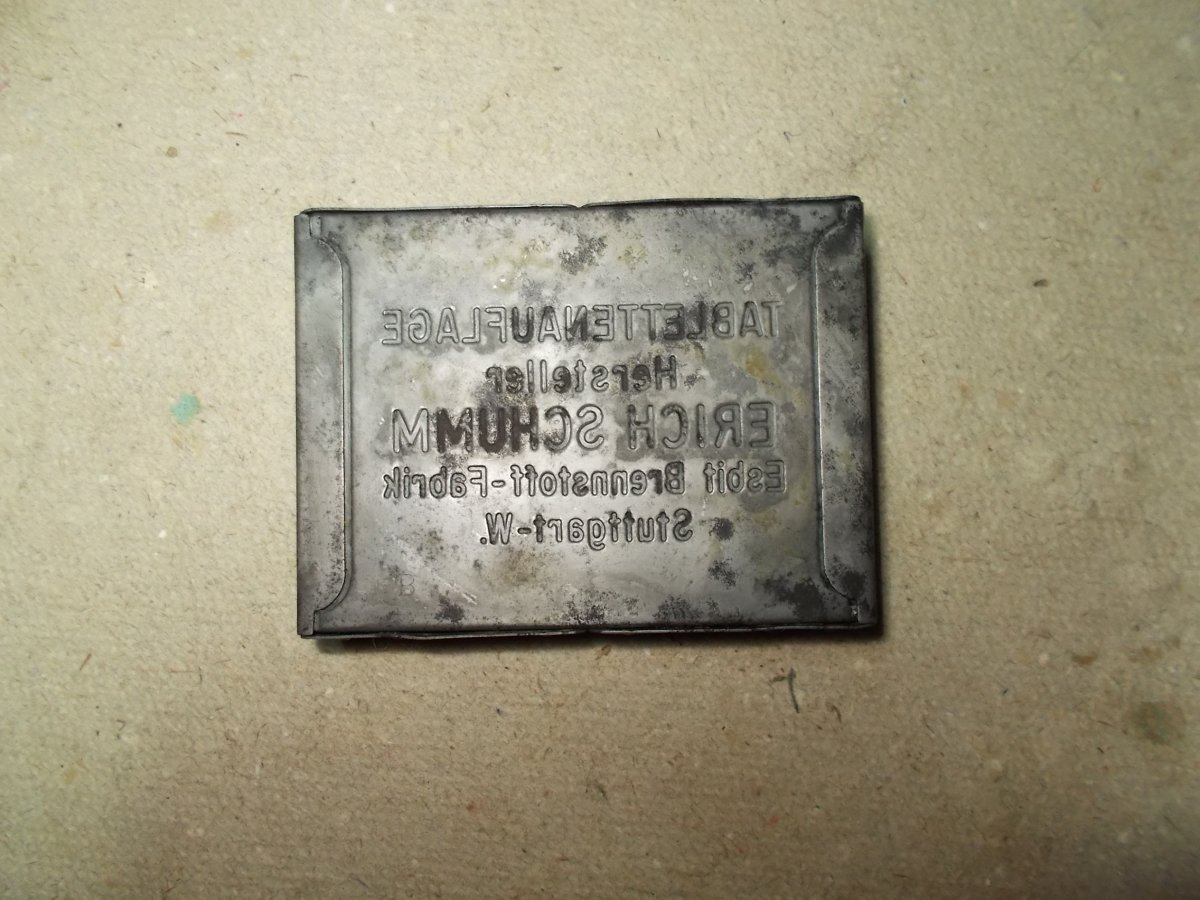 TABLETTENAUFLAGE
Hersteller
ERICH SCHUMM
Esbit Brennstoff-Fabrik
Stuttgart-W.
B